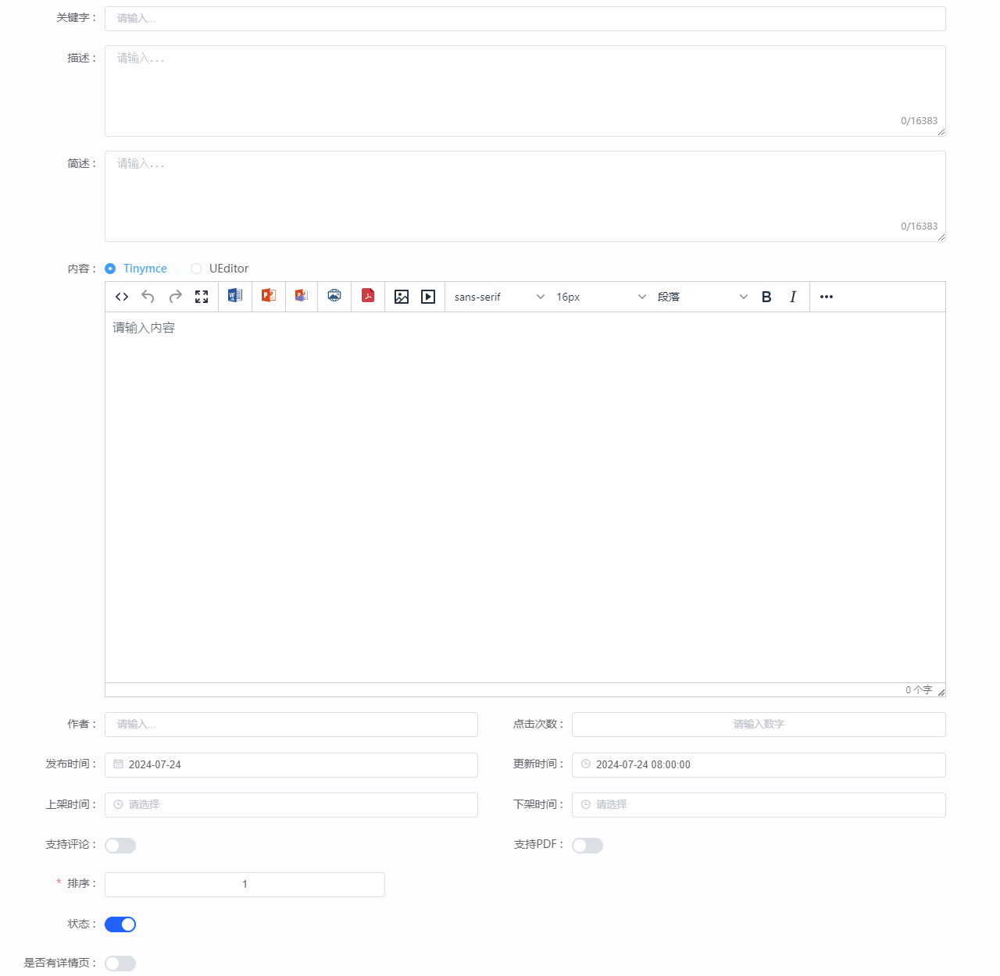 关键字： 请输入...
描述： 请输入...
0/16383
简述： 请输入...
0/16383
内容： Tinymce UEditor
sans-serif 16px 段落 B I
请输入内容
0 个字
作者： 请输入... 点击次数： 请输入数字
发布时间： 2024-07-24 更新时间： 2024-07-24 08:00:00
上架时间： 请选择 下架时间： 请选择
支持评论： 支持PDF：
* 排序： 1
状态：
是否有详情页：